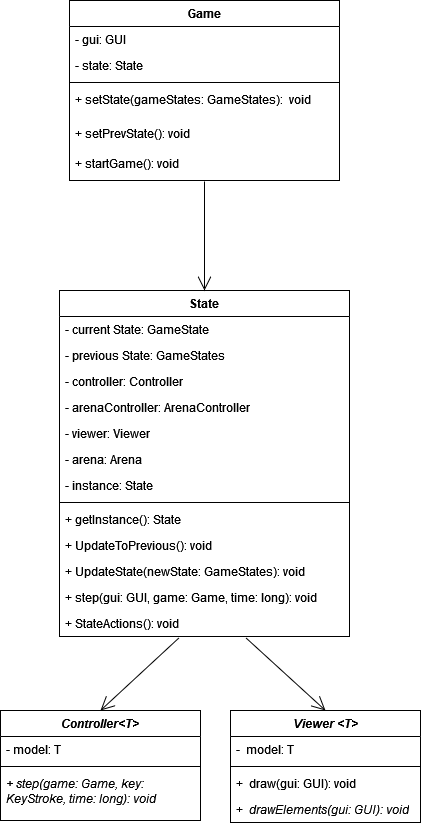 Game
- gui: GUI
- state: State
+ setState(gameStates: GameStates): void
+ setPrevState(): void
+ startGame(): void
State
- current State: GameState
- previous State: GameStates
- controller: Controller
- arenaController: ArenaController
- viewer: Viewer
- arena: Arena
- instance: State
+ getInstance(): State
+ UpdateToPrevious(): void
+ UpdateState(newState: GameStates): void
+ step(gui: GUI, game: Game, time: long): void
+ StateActions(): void
Controller<T>
- model: T
+ step(game: Game, key:
KeyStroke, time: long): void
Viewer <T>
- model: T
+ draw(gui: GUI): void
+ drawElements(gui: GUI): void